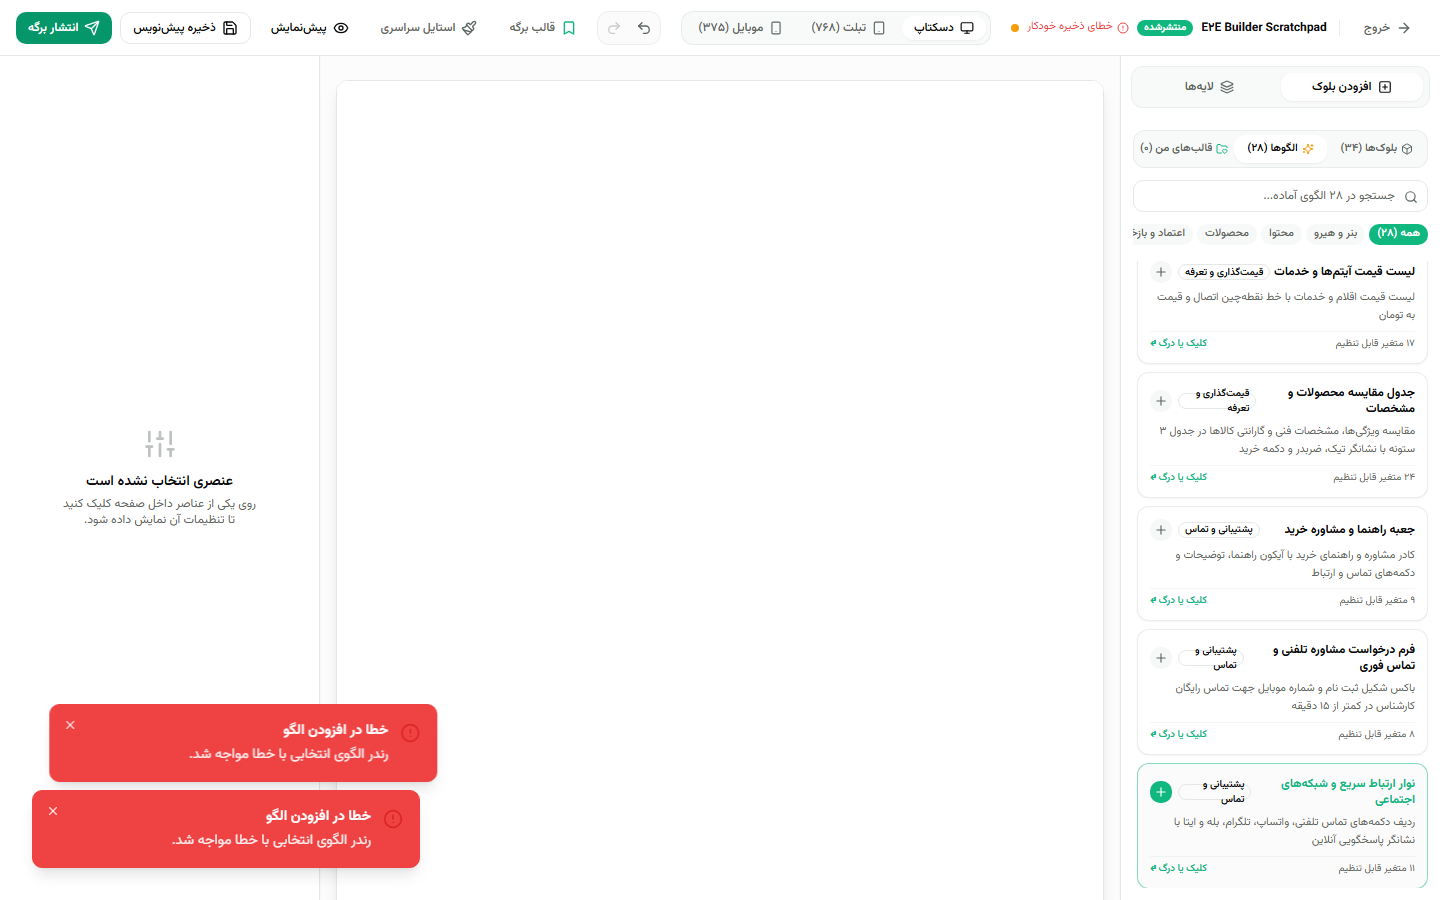 خروج
E۲E Builder Scratchpad
منتشرشده
خطای ذخیره خودکار
دسکتاپ
تبلت (۷۶۸)
موبایل (۳۷۵)
قالب برگه
استایل سراسری
پیش‌نمایش
ذخیره پیش‌نویس
انتشار برگه
افزودن بلوک
لایه‌ها
بلوک‌ها (۳۴)
الگوها (۲۸)
قالب‌های من (۰)
جستجو در ۲۸ الگوی آماده...
همه (۲۸)
بنر و هیرو
محتوا
محصولات
اعتماد و بازخ
لیست قیمت آیتم‌ها و خدمات
قیمت‌گذاری و تعرفه
لیست قیمت اقلام و خدمات با خط نقطه‌چین اتصال و قیمت
به تومان
۱۷ متغیر قابل تنظیم
کلیک یا درگ
جدول مقایسه محصولات و
مشخصات
قیمت‌گذاری و
تعرفه
مقایسه ویژگی‌ها، مشخصات فنی و گارانتی کالاها در جدول ۳
ستونه با نشانگر تیک، ضربدر و دکمه خرید
۲۴ متغیر قابل تنظیم
کلیک یا درگ
جعبه راهنما و مشاوره خرید
پشتیبانی و تماس
کادر مشاوره و راهنمای خرید با آیکون راهنما، توضیحات و
دکمه‌های تماس و ارتباط
۹ متغیر قابل تنظیم
کلیک یا درگ
فرم درخواست مشاوره تلفنی و
تماس فوری
پشتیبانی و
تماس
باکس شکیل ثبت نام و شماره موبایل جهت تماس رایگان
کارشناس در کمتر از ۱۵ دقیقه
۸ متغیر قابل تنظیم
کلیک یا درگ
نوار ارتباط سریع و شبکه‌های
اجتماعی
پشتیبانی و
تماس
ردیف دکمه‌های تماس تلفنی، واتساپ، تلگرام، بله و ایتا با
نشانگر پاسخگویی آنلاین
۱۱ متغیر قابل تنظیم
کلیک یا درگ
عنصری انتخاب نشده است
روی یکی از عناصر داخل صفحه کلیک کنید
تا تنظیمات آن نمایش داده شود.
خطا در افزودن الگو
رندر الگوی انتخابی با خطا مواجه شد.
خطا در افزودن الگو
رندر الگوی انتخابی با خطا مواجه شد.